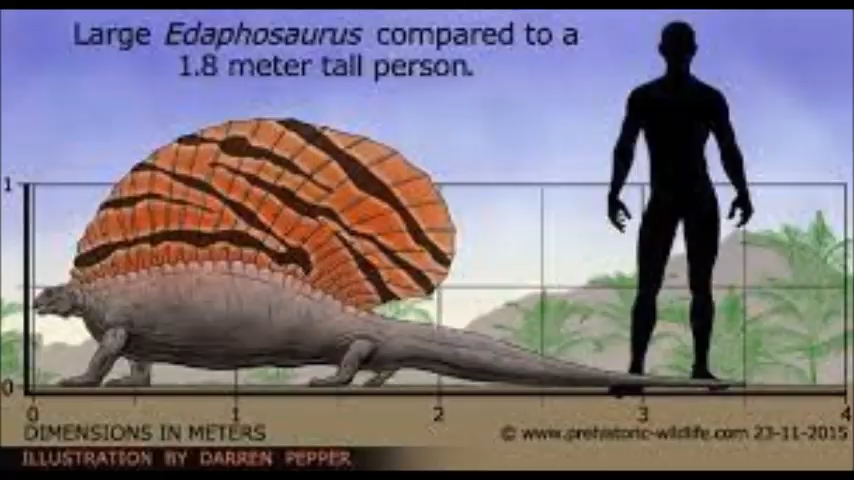 Large Edaphosaurus compared to a
1.8 meter tall person.
1
0
0 1 2 3 4
DIMENSIONS IN METERS
© www.prehistoric-wildlife.com 23-11-2015
ILLUSTRATION BY DARREN PEPPER